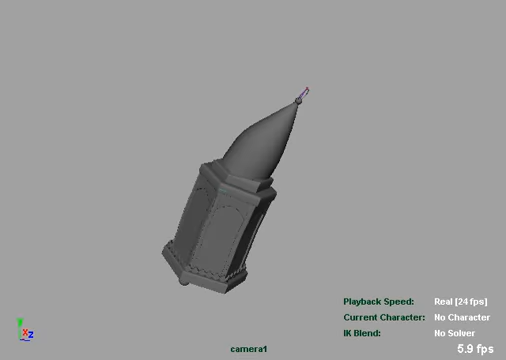 Playback Speed: Real [24 fps]
Current Character: No Character
IK Blend: No Solver
Y
X Z
camera1
5.9 fps